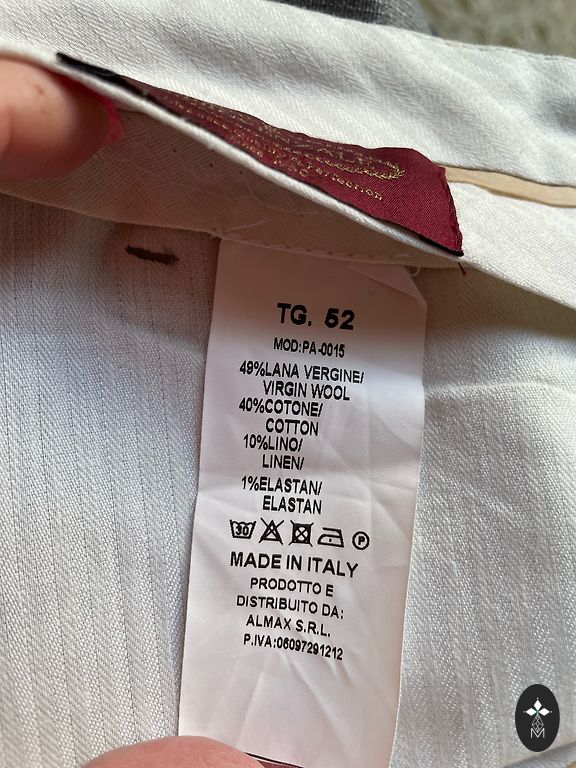 TG. 52
MOD:PA-0015
49%LANA VERGINE/
VIRGIN WOOL
40%COTONE/
COTTON
10%LINO/
LINEN/
1%ELASTAN/
ELASTAN
30 P
MADE IN ITALY
PRODOTTO E
DISTRIBUITO DA:
ALMAX S.R.L.
P.IVA:06097291212
M